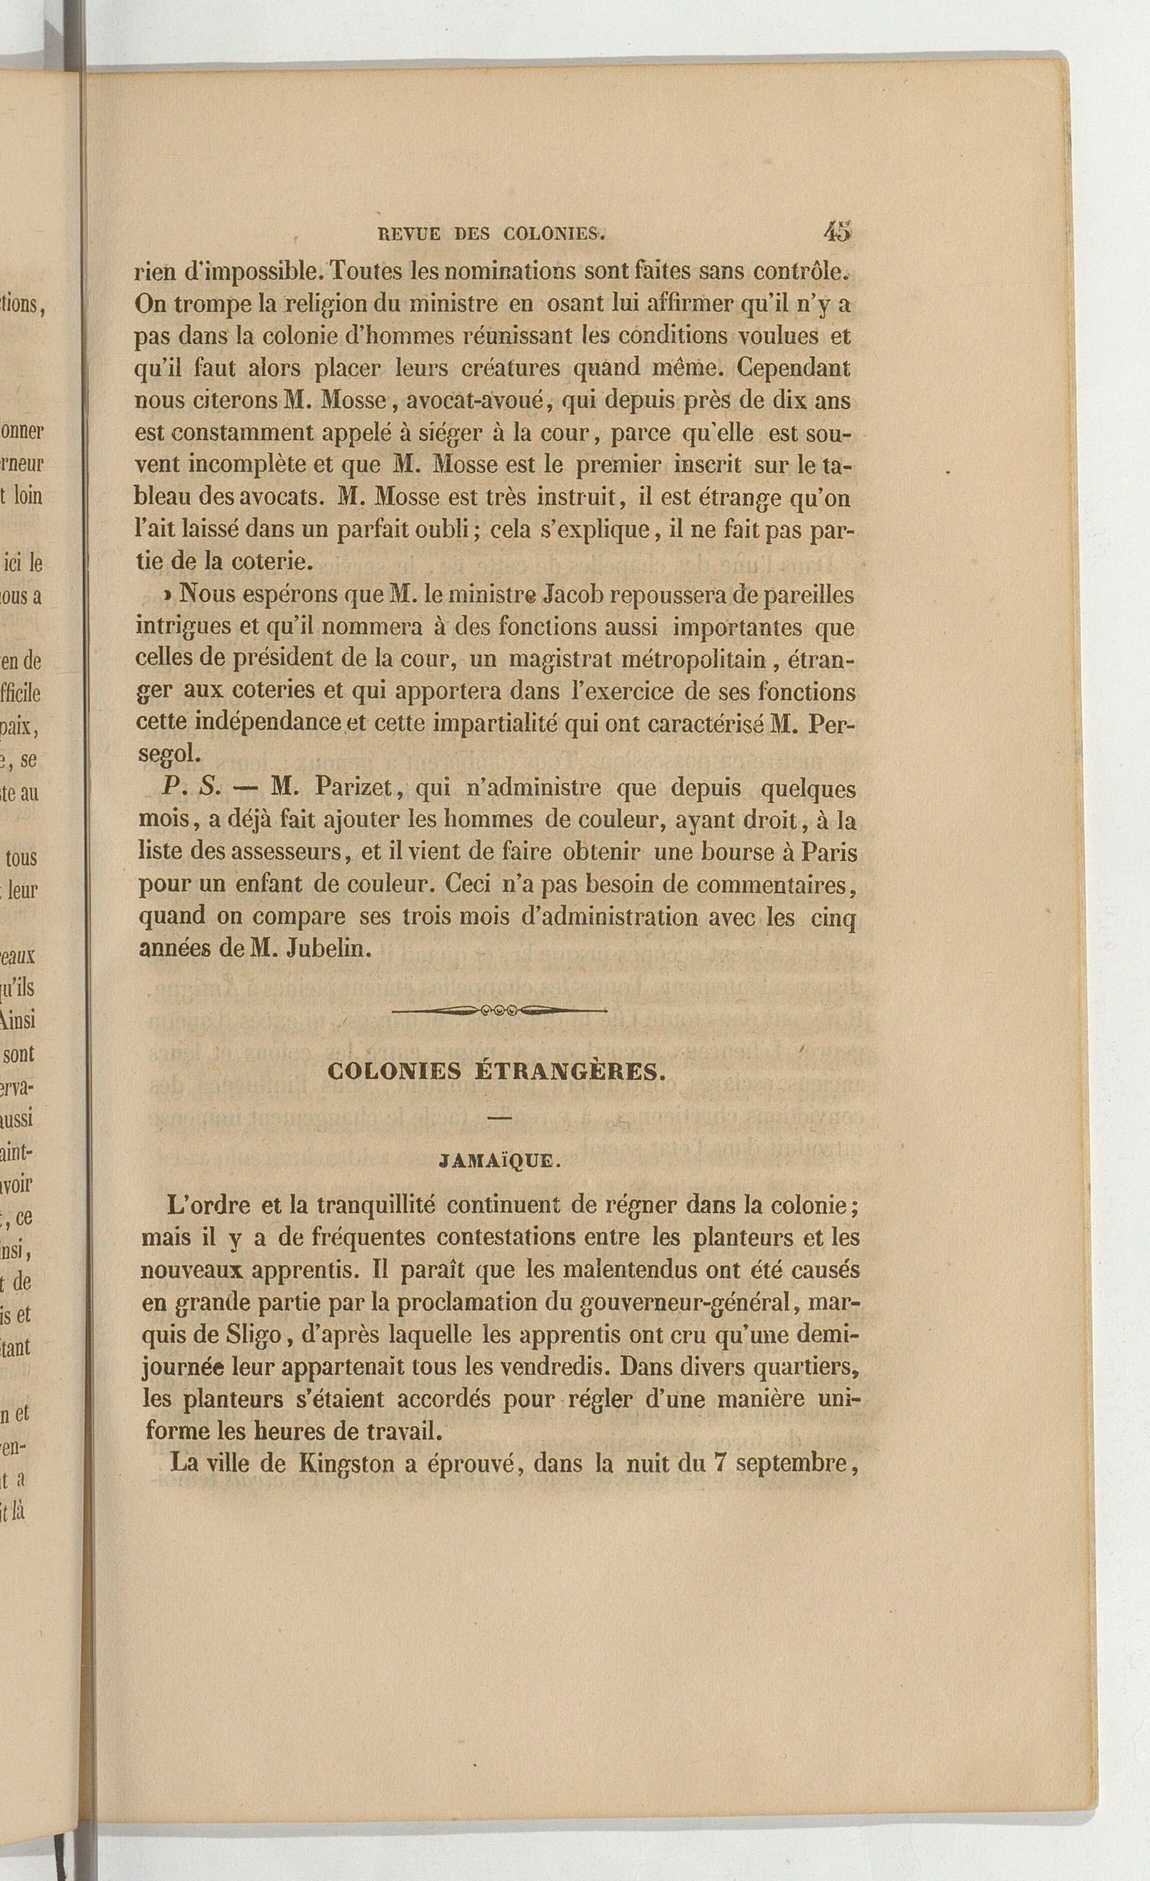 REVUE DES COLONIES. 45
rien d'impossible. Toutes les nominations sont faites sans contrôle.
On trompe la religion du ministre en osant lui affirmer qu'il n'y a
pas dans la colonie d'hommes réunissant les conditions voulues et
qu'il faut alors placer leurs créatures quand même. Cependant
nous citerons M. Mosse, avocat-avoué, qui depuis près de dix ans
est constamment appelé à siéger à la cour, parce qu'elle est sou-
vent incomplète et que M. Mosse est le premier inscrit sur le ta-
bleau des avocats. M. Mosse est très instruit, il est étrange qu'on
l'ait laissé dans un parfait oubli; cela s'explique, il ne fait pas par-
tie de la coterie.
» Nous espérons que M. le ministre Jacob repoussera de pareilles
intrigues et qu'il nommera à des fonctions aussi importantes que
celles de président de la cour, un magistrat métropolitain, étran-
ger aux coteries et qui apportera dans l'exercice de ses fonctions
cette indépendance et cette impartialité qui ont caractérisé M. Per-
segol.
P. S. — M. Parizet, qui n'administre que depuis quelques
mois, a déjà fait ajouter les hommes de couleur, ayant droit, à la
liste des assesseurs, et il vient de faire obtenir une bourse à Paris
pour un enfant de couleur. Ceci n'a pas besoin de commentaires,
quand on compare ses trois mois d'administration avec les cinq
années de M. Jubelin.
COLONIES ÉTRANGÈRES.
—
JAMAÏQUE.
L'ordre et la tranquillité continuent de régner dans la colonie;
mais il y a de fréquentes contestations entre les planteurs et les
nouveaux apprentis. Il paraît que les malentendus ont été causés
en grande partie par la proclamation du gouverneur-général, mar-
quis de Sligo, d'après laquelle les apprentis ont cru qu'une demi-
journée leur appartenait tous les vendredis. Dans divers quartiers,
les planteurs s'étaient accordés pour régler d'une manière uni-
forme les heures de travail.
La ville de Kingston a éprouvé, dans la nuit du 7 septembre,